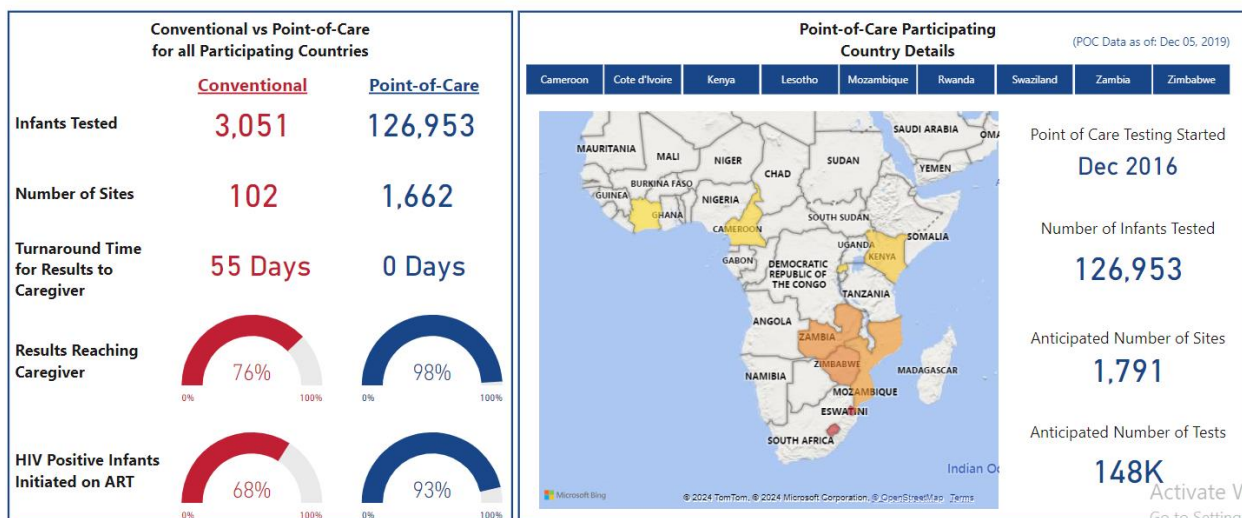 Conventional vs Point-of-Care
for all Participating Countries
Conventional
Point-of-Care
Infants Tested
3,051
126,953
Number of Sites
102
1,662
Turnaround Time
for Results to
Caregiver
55 Days
0 Days
Results Reaching
Caregiver
76%
0%
100%
98%
0%
100%
HIV Positive Infants
Initiated on ART
68%
0%
100%
93%
0%
100%
Point-of-Care Participating
Country Details
(POC Data as of: Dec 05, 2019)
Cameroon
Cote d'Ivoire
Kenya
Lesotho
Mozambique
Rwanda
Swaziland
Zambia
Zimbabwe
SAUDI ARABIA
OMA
MAURITANIA
MALI
NIGER
SUDAN
CHAD
YEMEN
BURKINA FASO
GUINEA
NIGERIA
GHANA
SOUTH SUDAN
CAMEROON
SOMALIA
UGANDA
KENYA
GABON
DEMOCRATIC
REPUBLIC OF
THE CONGO
TANZANIA
ANGOLA
ZAMBIA
ZIMBABWE
MADAGASCAR
NAMIBIA
MOZAMBIQUE
ESWATINI
SOUTH AFRICA
Indian Oc
Microsoft Bing
© 2024 TomTom, © 2024 Microsoft Corporation, © OpenStreetMap Terms
Point of Care Testing Started
Dec 2016
Number of Infants Tested
126,953
Anticipated Number of Sites
1,791
Anticipated Number of Tests
148K
Activate W